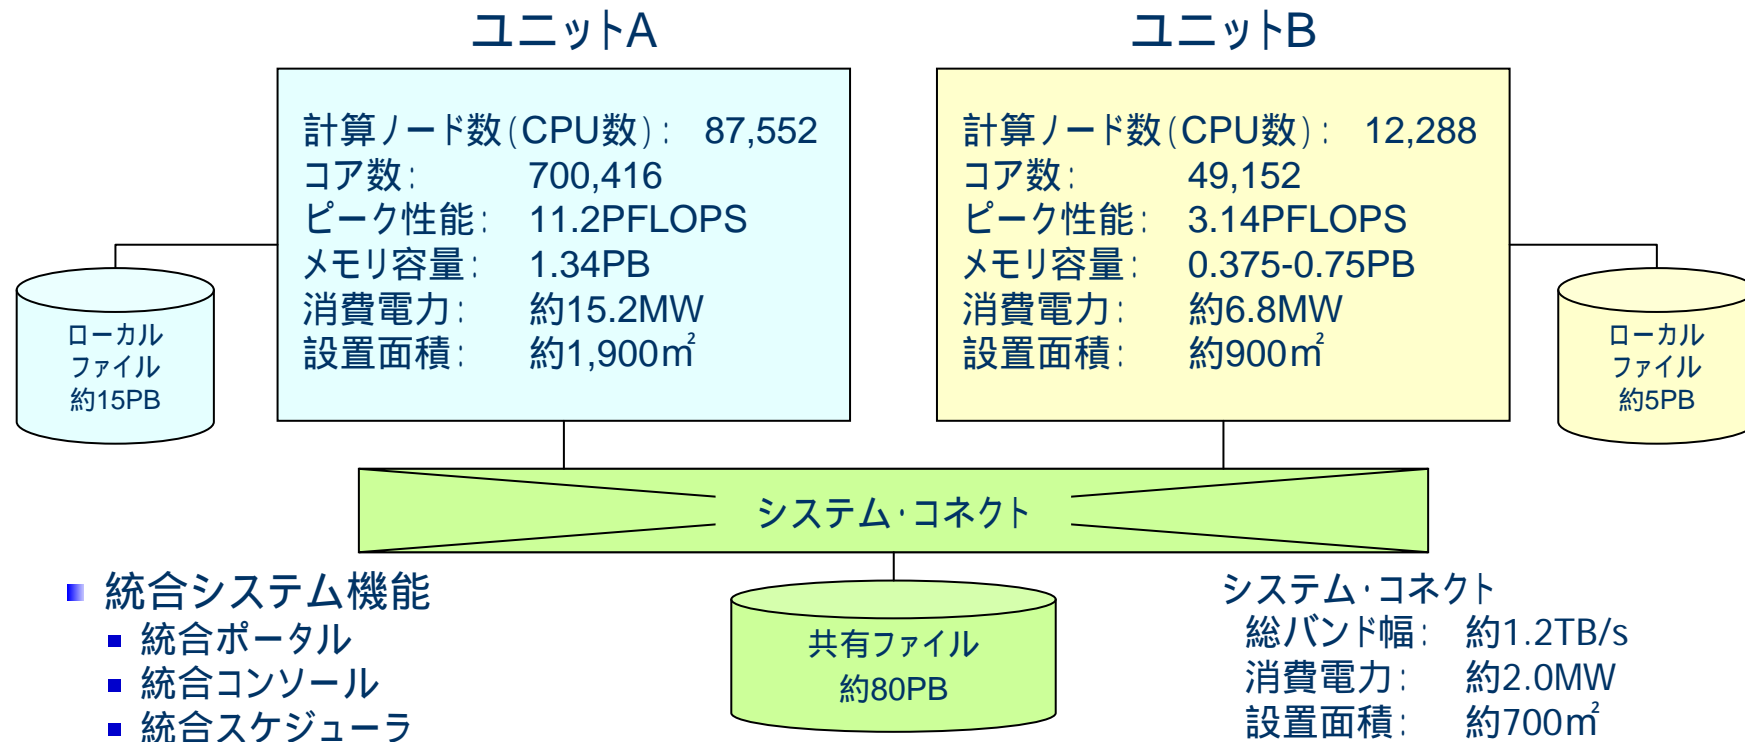 ユニットA
計算ノード数(CPU数): 87,552
コア数: 700,416
ピーク性能: 11.2PFLOPS
メモリ容量: 1.34PB
消費電力: 約15.2MW
設置面積: 約1,900㎡
ローカル
ファイル
約15PB
ユニットB
計算ノード数(CPU数): 12,288
コア数: 49,152
ピーク性能: 3.14PFLOPS
メモリ容量: 0.375-0.75PB
消費電力: 約6.8MW
設置面積: 約900㎡
ローカル
ファイル
約5PB
システム・コネクト
共有ファイル
約80PB
統合システム機能
統合ポータル
統合コンソール
統合スケジューラ
システム・コネクト
総バンド幅: 約1.2TB/s
消費電力: 約2.0MW
設置面積: 約700㎡